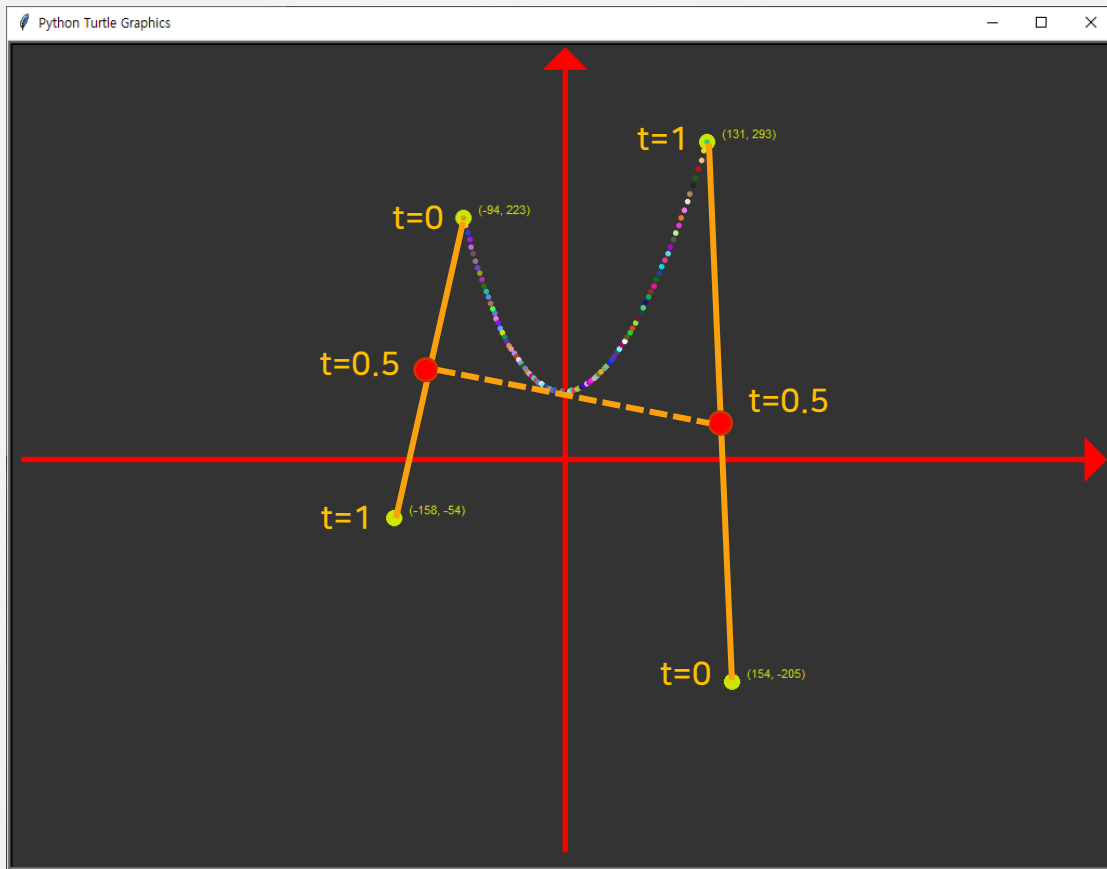 Python Turtle Graphics
t=1
(131, 293)
t=0
(-94, 223)
t=0.5
t=0.5
t=1
(-158, -54)
t=0
(154, -205)